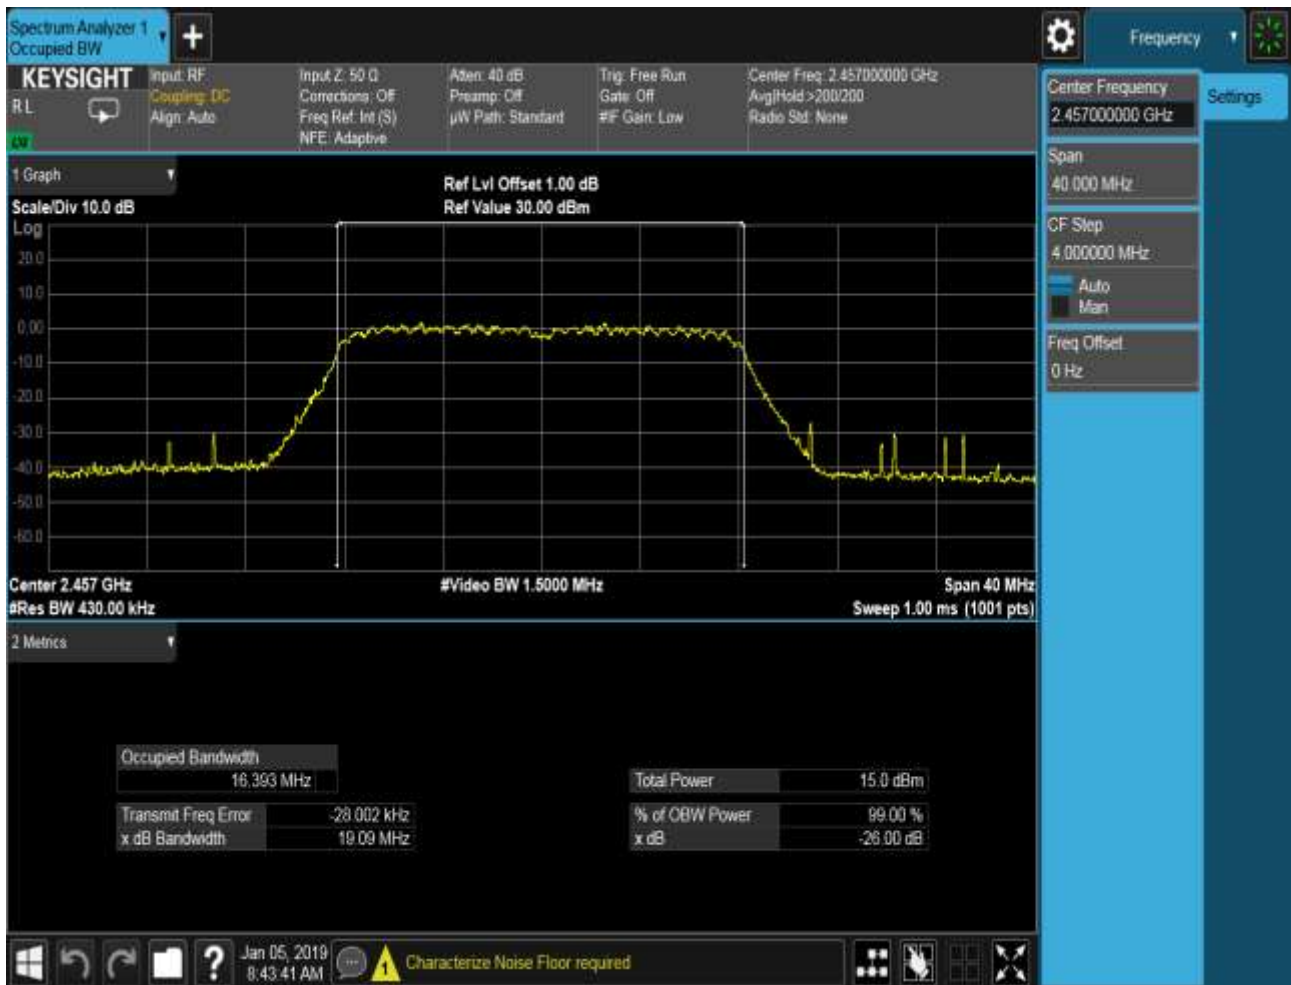 Spectrum Analyzer 1
Occupied BW
Frequency
KEYSIGHT
R L
Input: RF
Coupling: DC
Align: Auto
Input Z: 50 Ω
Corrections: Off
Freq Ref: Int (S)
NFE: Adaptive
Atten: 40 dB
Preamp: Off
µW Path: Standard
Trig: Free Run
Gate: Off
#IF Gain: Low
Center Freq: 2.457000000 GHz
Avg|Hold >200/200
Radio Std: None
Center Frequency
2.457000000 GHz
Settings
Span
40.000 MHz
CF Step
4.000000 MHz
Auto
Man
Freq Offset
0 Hz
1 Graph
Scale/Div 10.0 dB
Ref Lvl Offset 1.00 dB
Ref Value 30.00 dBm
Log
20.0
10.0
0.00
-10.0
-20.0
-30.0
-40.0
-50.0
-60.0
Center 2.457 GHz
#Video BW 1.5000 MHz
Span 40 MHz
#Res BW 430.00 kHz
Sweep 1.00 ms (1001 pts)
2 Metrics
Occupied Bandwidth
16.393 MHz
Total Power 15.0 dBm
Transmit Freq Error -28.002 kHz
% of OBW Power 99.00 %
x dB Bandwidth 19.09 MHz
x dB -26.00 dB
?
Jan 05, 2019
8:43:41 AM
1
Characterize Noise Floor required